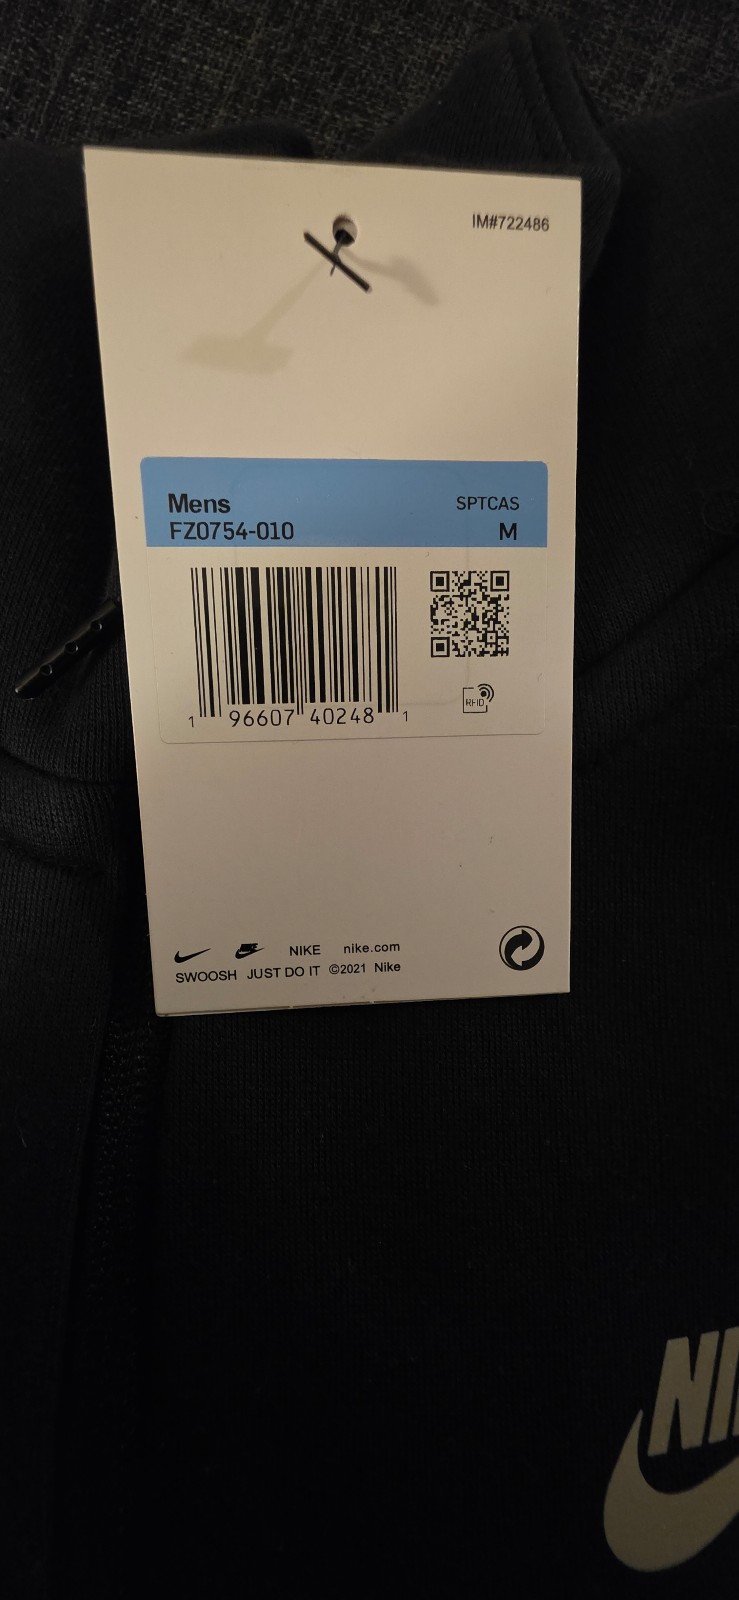 IM#722486
Mens
SPTCAS
FZ0754-010
M
1 96607 40248 1
RFID
NIKE nike.com
SWOOSH JUST DO IT ©2021 Nike